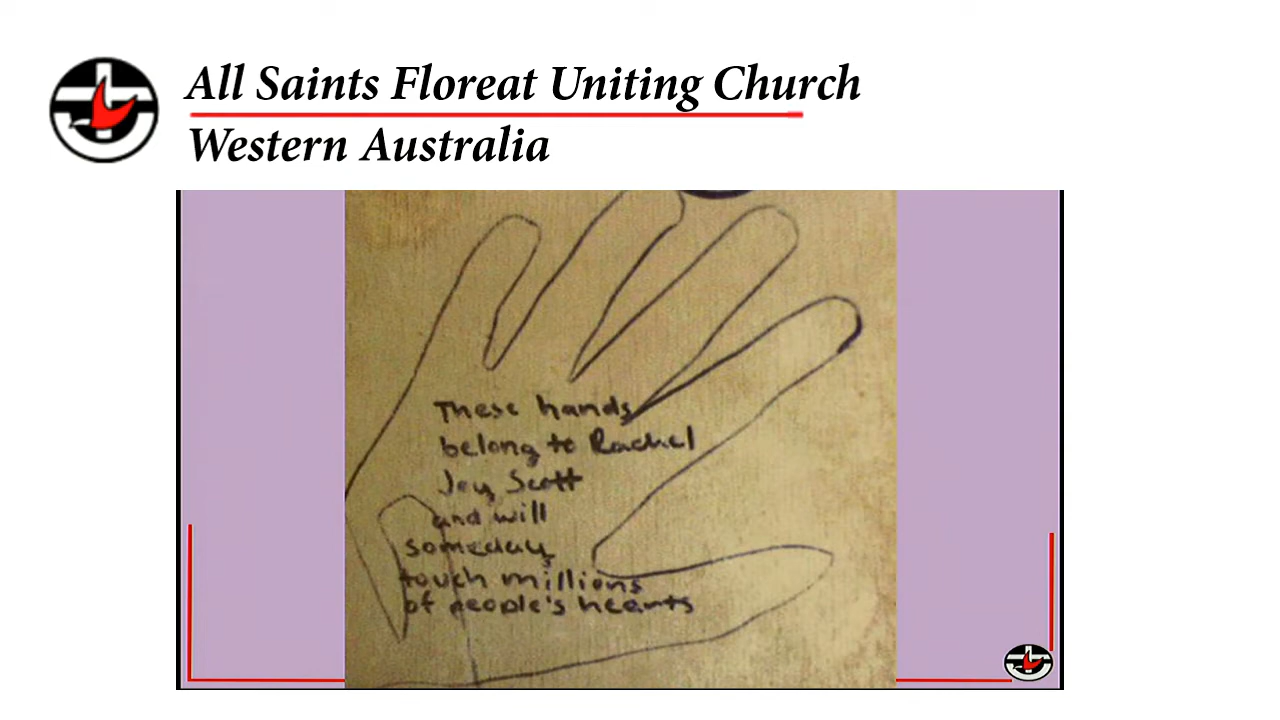 All Saints Floreat Uniting Church
Western Australia
These hands
belong to Rachel
Joy Scott
and will
someday
touch millions
of people's hearts